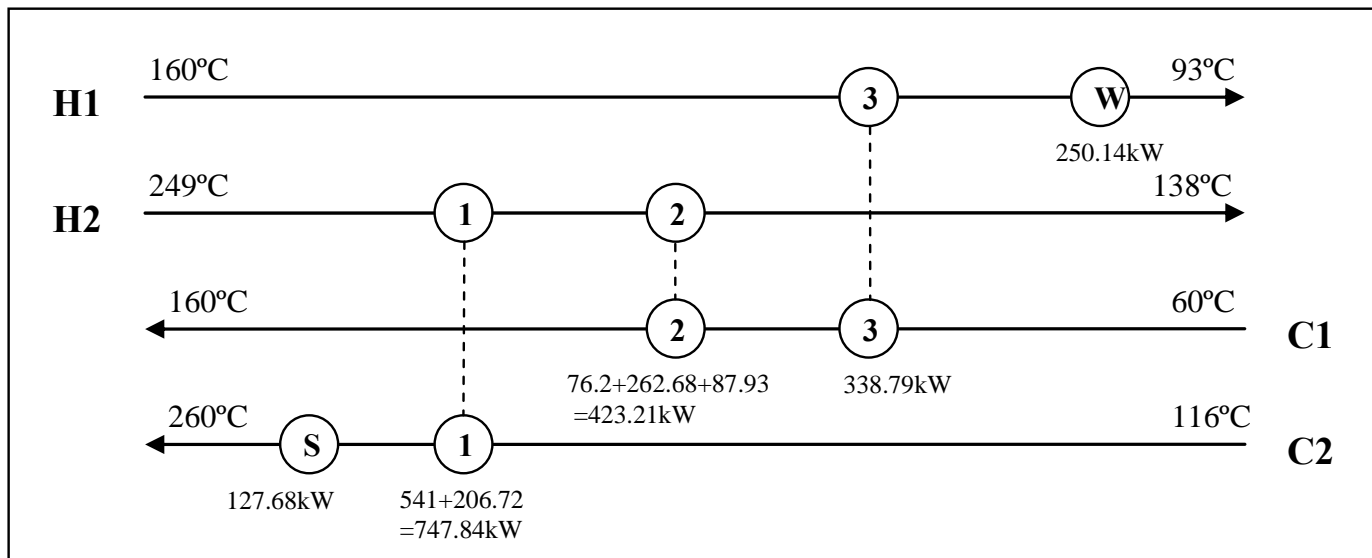 160ºC
93ºC
H1
3
W
250.14kW
249ºC
138ºC
H2
1
2
160ºC
60ºC
2
3
C1
76.2+262.68+87.93
=423.21kW
338.79kW
260ºC
116ºC
S
1
C2
127.68kW
541+206.72
=747.84kW